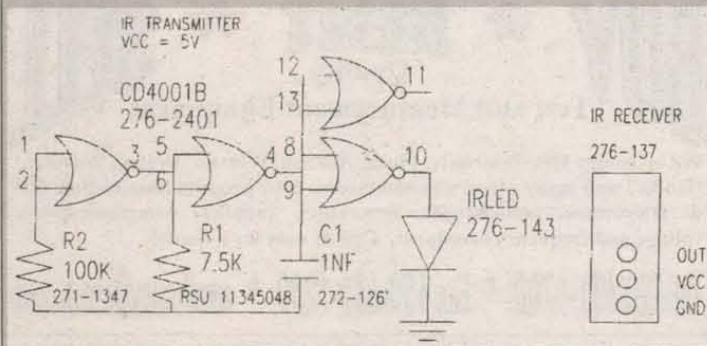 IR TRANSMITTER
VCC = 5V
CD4001B
276-2401
12
11
13
1
3
5
4
8
10
2
6
9
IR RECEIVER
276-137
IRLED
276-143
R2
100K
271-1347
R1
7.5K
RSU 11345048
C1
1NF
272-126
OUT
VCC
GND